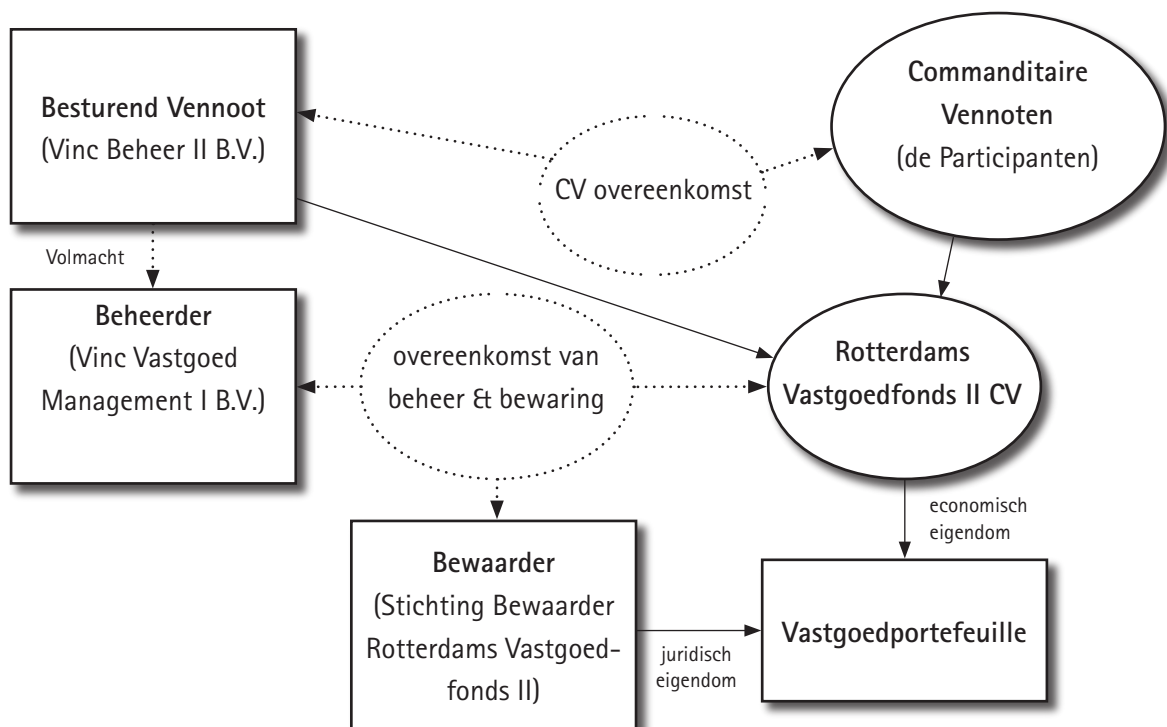 Besturend Vennoot
(Vinc Beheer II B.V.)
Commanditaire
Vennoten
(de Participanten)
CV overeenkomst
Volmacht
Beheerder
(Vinc Vastgoed
Management I B.V.)
overeenkomst van
beheer & bewaring
Rotterdams
Vastgoedfonds II CV
economisch
eigendom
Bewaarder
(Stichting Bewaarder
Rotterdams Vastgoed-
fonds II)
juridisch
eigendom
Vastgoedportefeuille